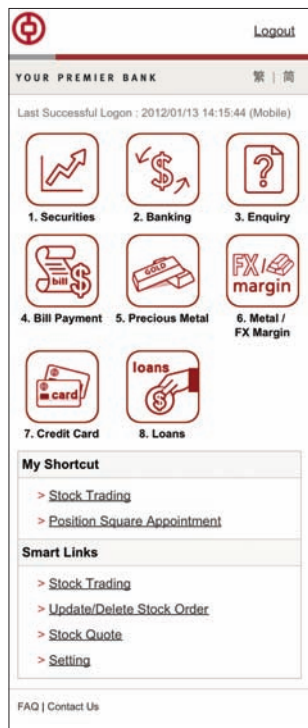 Logout
YOUR PREMIER BANK 繁 | 简
Last Successful Logon : 2012/01/13 14:15:44 (Mobile)
1. Securities 2. Banking 3. Enquiry
bill GOLD FX/ margin
4. Bill Payment 5. Precious Metal 6. Metal / FX Margin
card loans
7. Credit Card 8. Loans
My Shortcut
> Stock Trading
> Position Square Appointment
Smart Links
> Stock Trading
> Update/Delete Stock Order
> Stock Quote
> Setting
FAQ | Contact Us